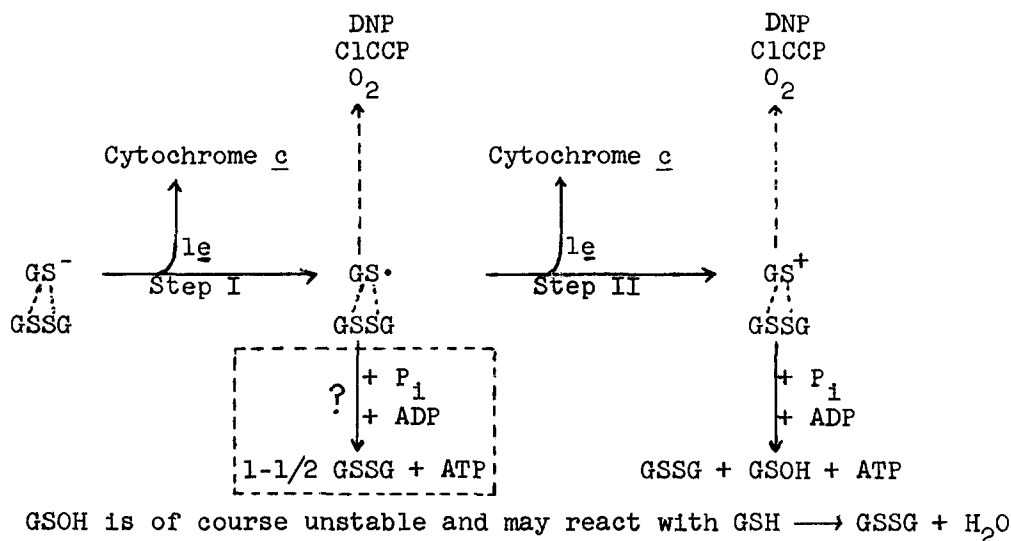 DNP DNP
ClCCP ClCCP
O2 O2
Cytochrome c Cytochrome c
1e 1e
GS- Step I GS• Step II GS+
GSSG GSSG GSSG
? + Pi + Pi
+ ADP + ADP
1-1/2 GSSG + ATP GSSG + GSOH + ATP
GSOH is of course unstable and may react with GSH ⟶ GSSG + H2O